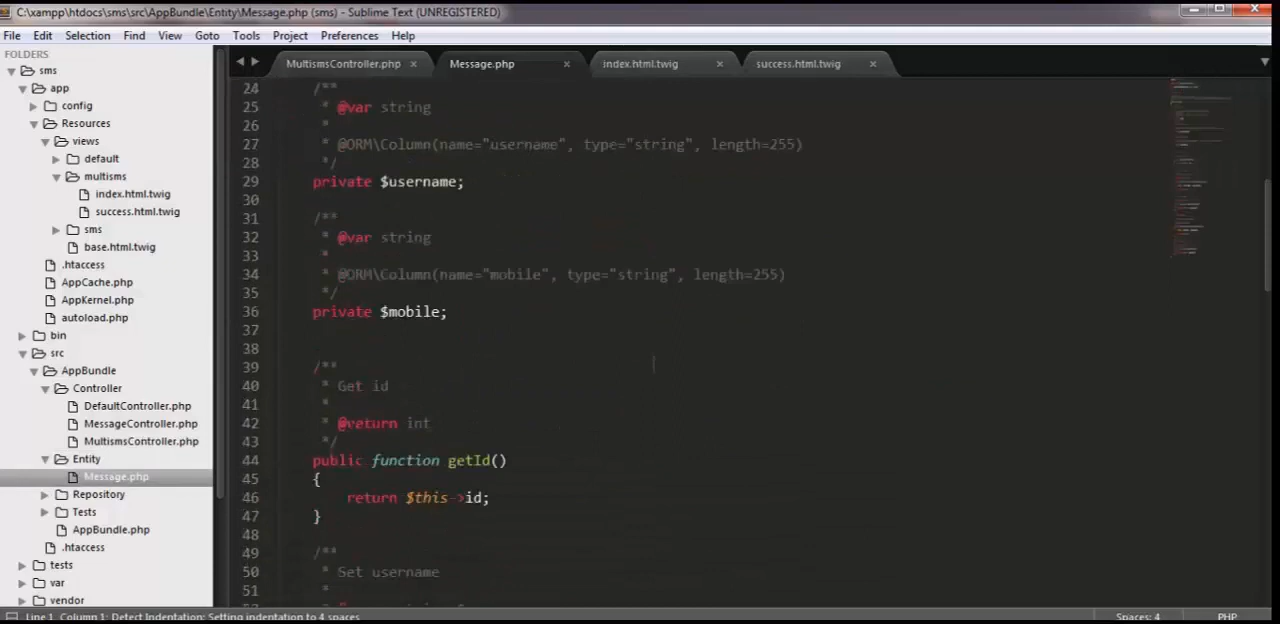 C:\xampp\htdocs\sms\src\AppBundle\Entity\Message.php (sms) - Sublime Text (UNREGISTERED)
File Edit Selection Find View Goto Tools Project Preferences Help
FOLDERS
sms
app
config
Resources
views
default
multisms
index.html.twig
success.html.twig
sms
base.html.twig
.htaccess
AppCache.php
AppKernel.php
autoload.php
bin
src
AppBundle
Controller
DefaultController.php
MessageController.php
MultismsController.php
Entity
Message.php
Repository
Tests
AppBundle.php
.htaccess
tests
var
vendor
MultismsController.php × Message.php × index.html.twig × success.html.twig ×
24 /**
25 * @var string
26 *
27 * @ORM\Column(name="username", type="string", length=255)
28 */
29 private $username;
30
31 /**
32 * @var string
33 *
34 * @ORM\Column(name="mobile", type="string", length=255)
35 */
36 private $mobile;
37
38
39 /**
40 * Get id
41 *
42 * @return int
43 */
44 public function getId()
45 {
46 return $this->id;
47 }
48
49 /**
50 * Set username
51 *
Line 1, Column 1; Detect Indentation: Setting indentation to 4 spaces Spaces: 4 PHP